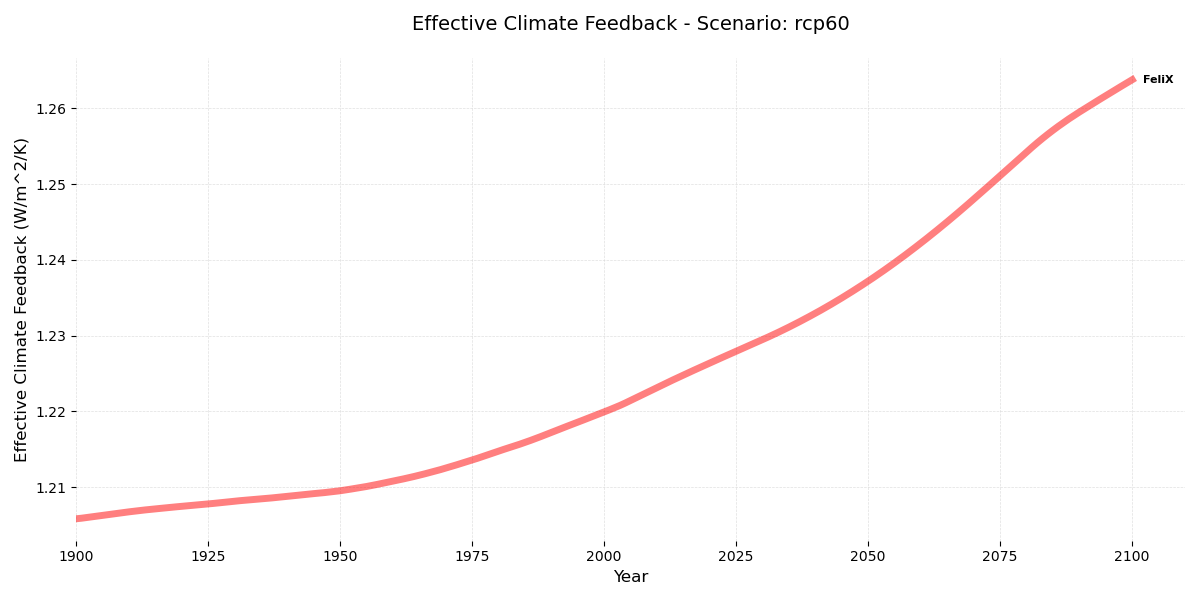 Effective Climate Feedback - Scenario: rcp60
Effective Climate Feedback (W/m^2/K)
1.26
1.25
1.24
1.23
1.22
1.21
FeliX
1900 1925 1950 1975 2000 2025 2050 2075 2100
Year